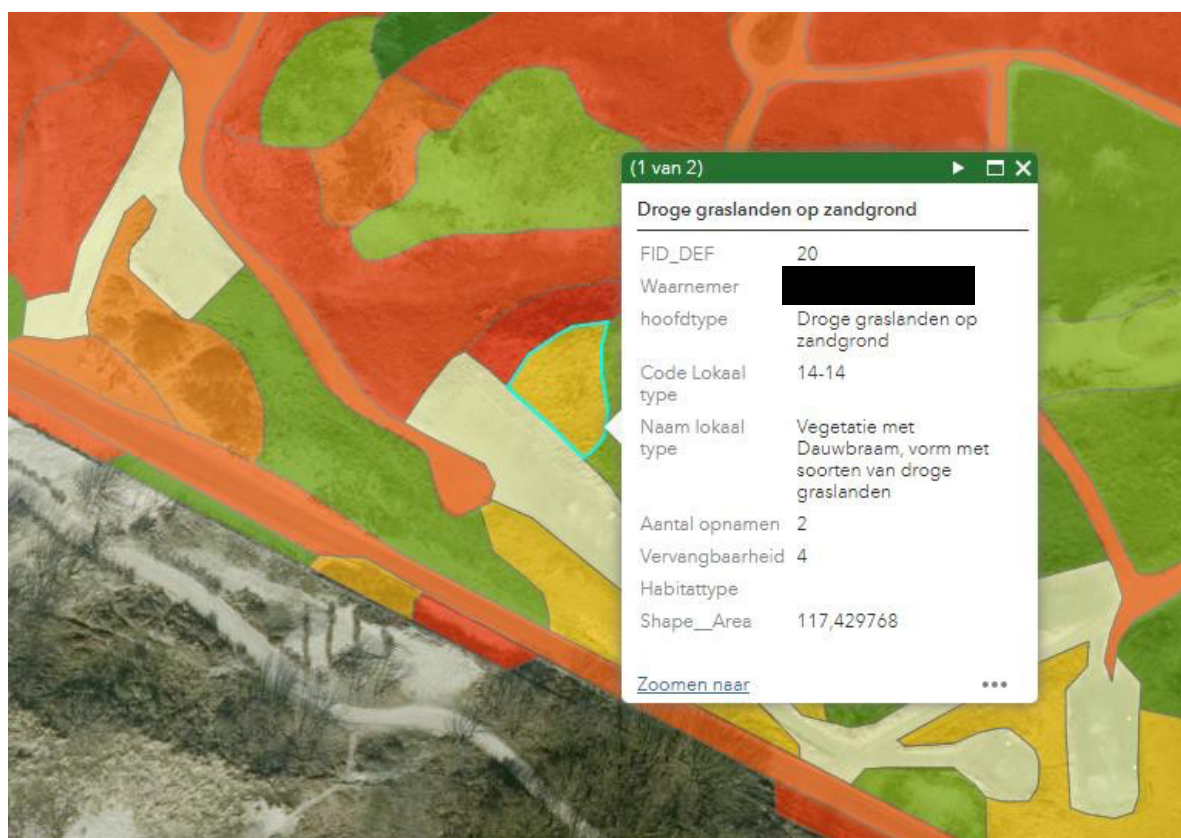 (1 van 2)
Droge graslanden op zandgrond
FID_DEF 20
Waarnemer
hoofdtype Droge graslanden op
zandgrond
Code Lokaal 14-14
type
Naam lokaal Vegetatie met
type Dauwbraam, vorm met
soorten van droge
graslanden
Aantal opnamen 2
Vervangbaarheid 4
Habitattype
Shape__Area 117,429768
Zoomen naar